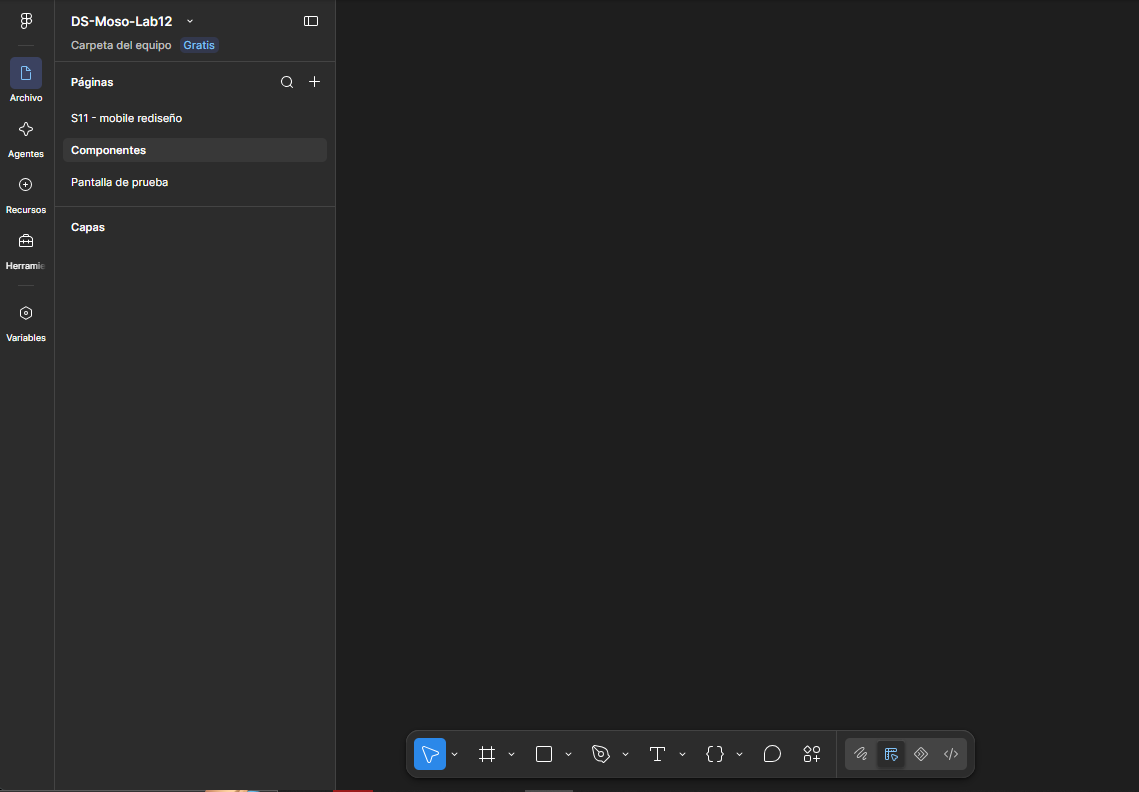 DS-Moso-Lab12
Carpeta del equipo Gratis
Archivo
Agentes
Recursos
Herramie
Variables
Páginas
S11 - mobile rediseño
Componentes
Pantalla de prueba
Capas